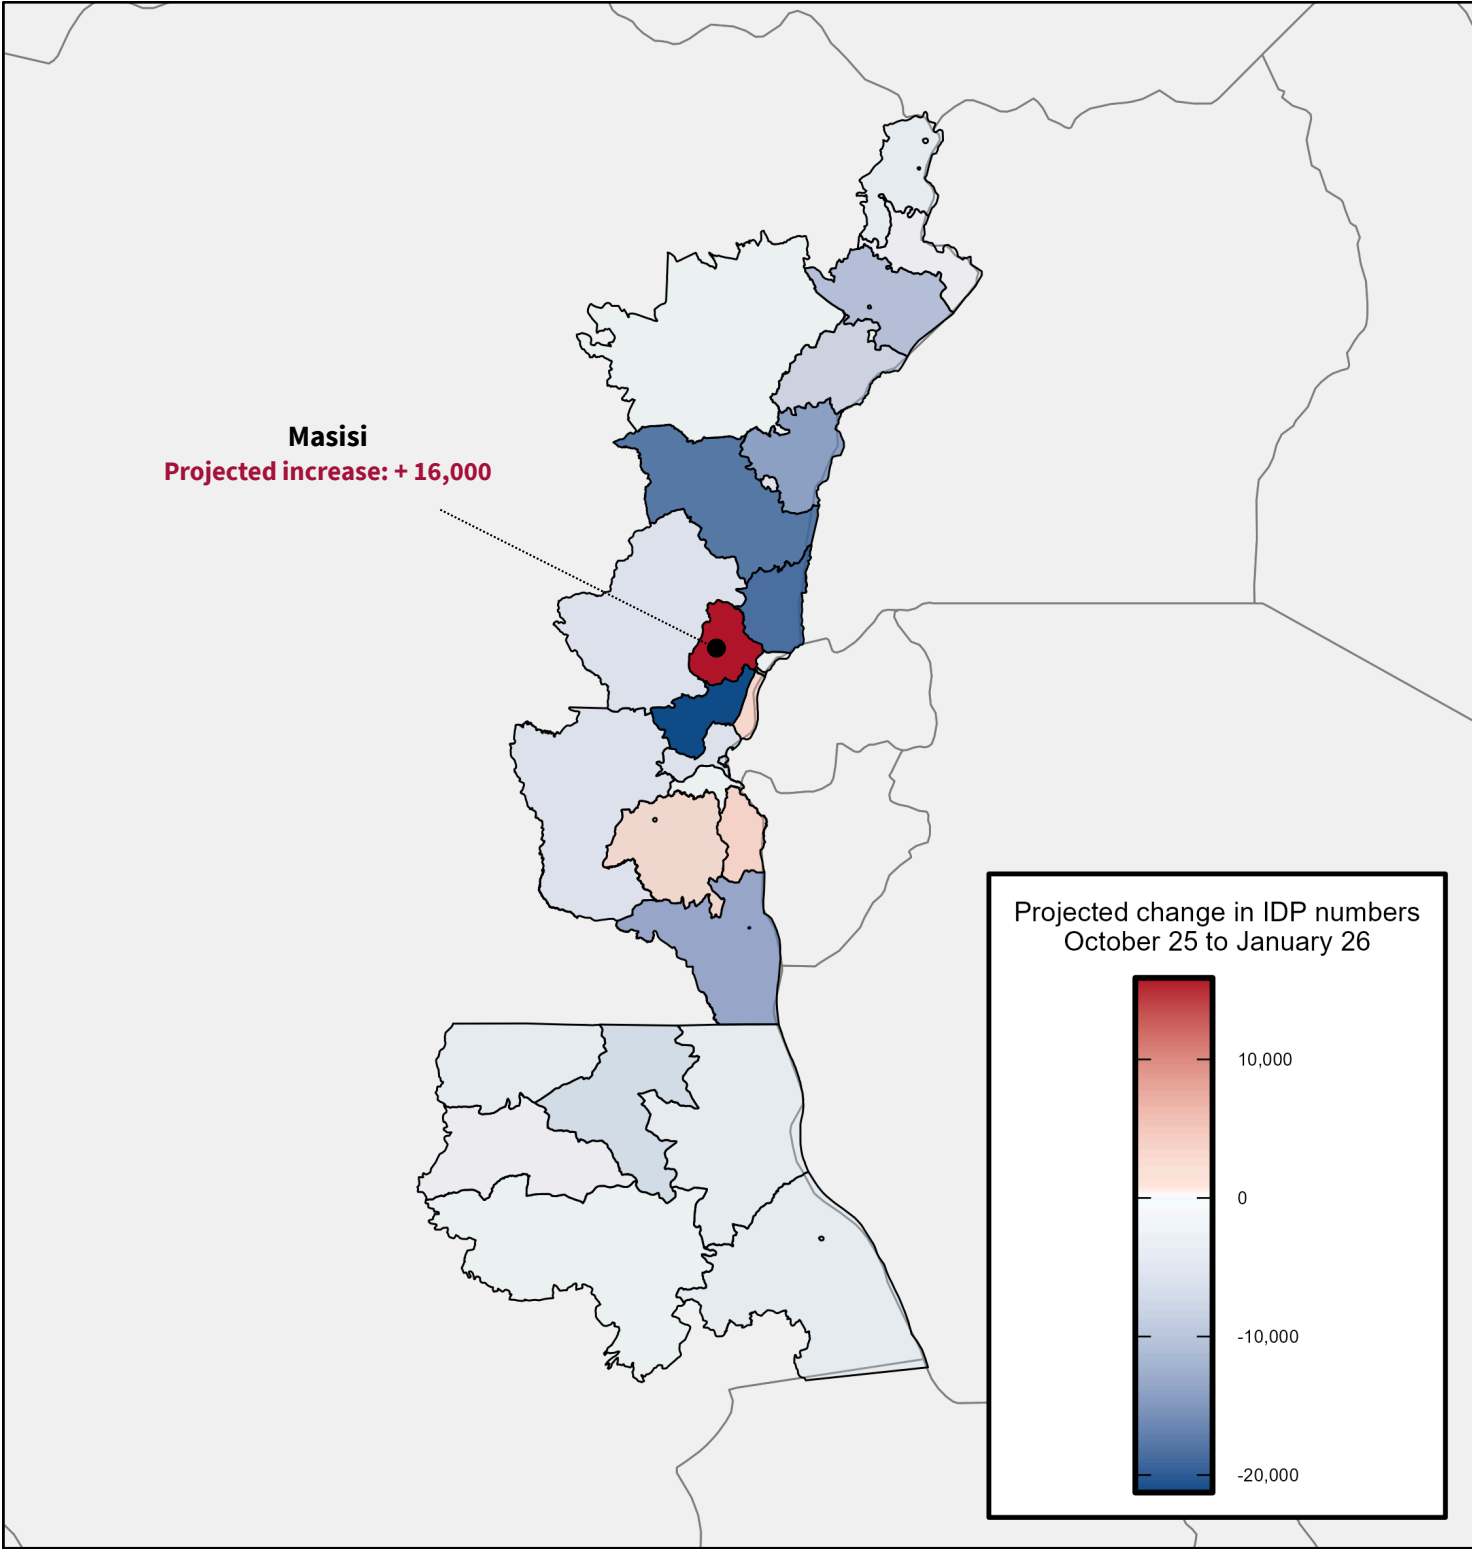 Masisi
Projected increase: + 16,000
Projected change in IDP numbers
October 25 to January 26
10,000
0
-10,000
-20,000